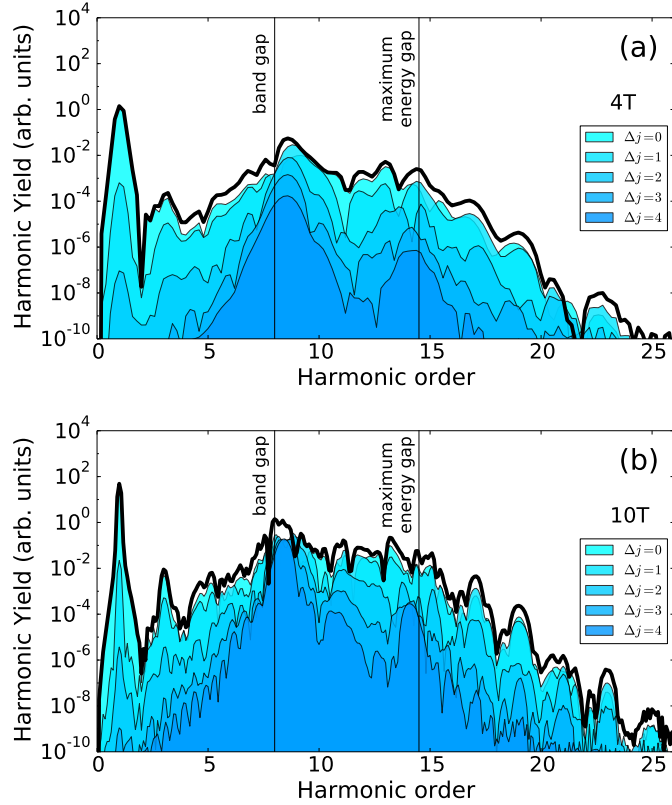 (a)
10^4
10^2
10^0
10^-2
10^-4
10^-6
10^-8
10^-10
Harmonic Yield (arb. units)
band gap
maximum
energy gap
4T
Δj=0
Δj=1
Δj=2
Δj=3
Δj=4
0 5 10 15 20 25
Harmonic order
(b)
10^4
10^2
10^0
10^-2
10^-4
10^-6
10^-8
10^-10
Harmonic Yield (arb. units)
band gap
maximum
energy gap
10T
Δj=0
Δj=1
Δj=2
Δj=3
Δj=4
0 5 10 15 20 25
Harmonic order